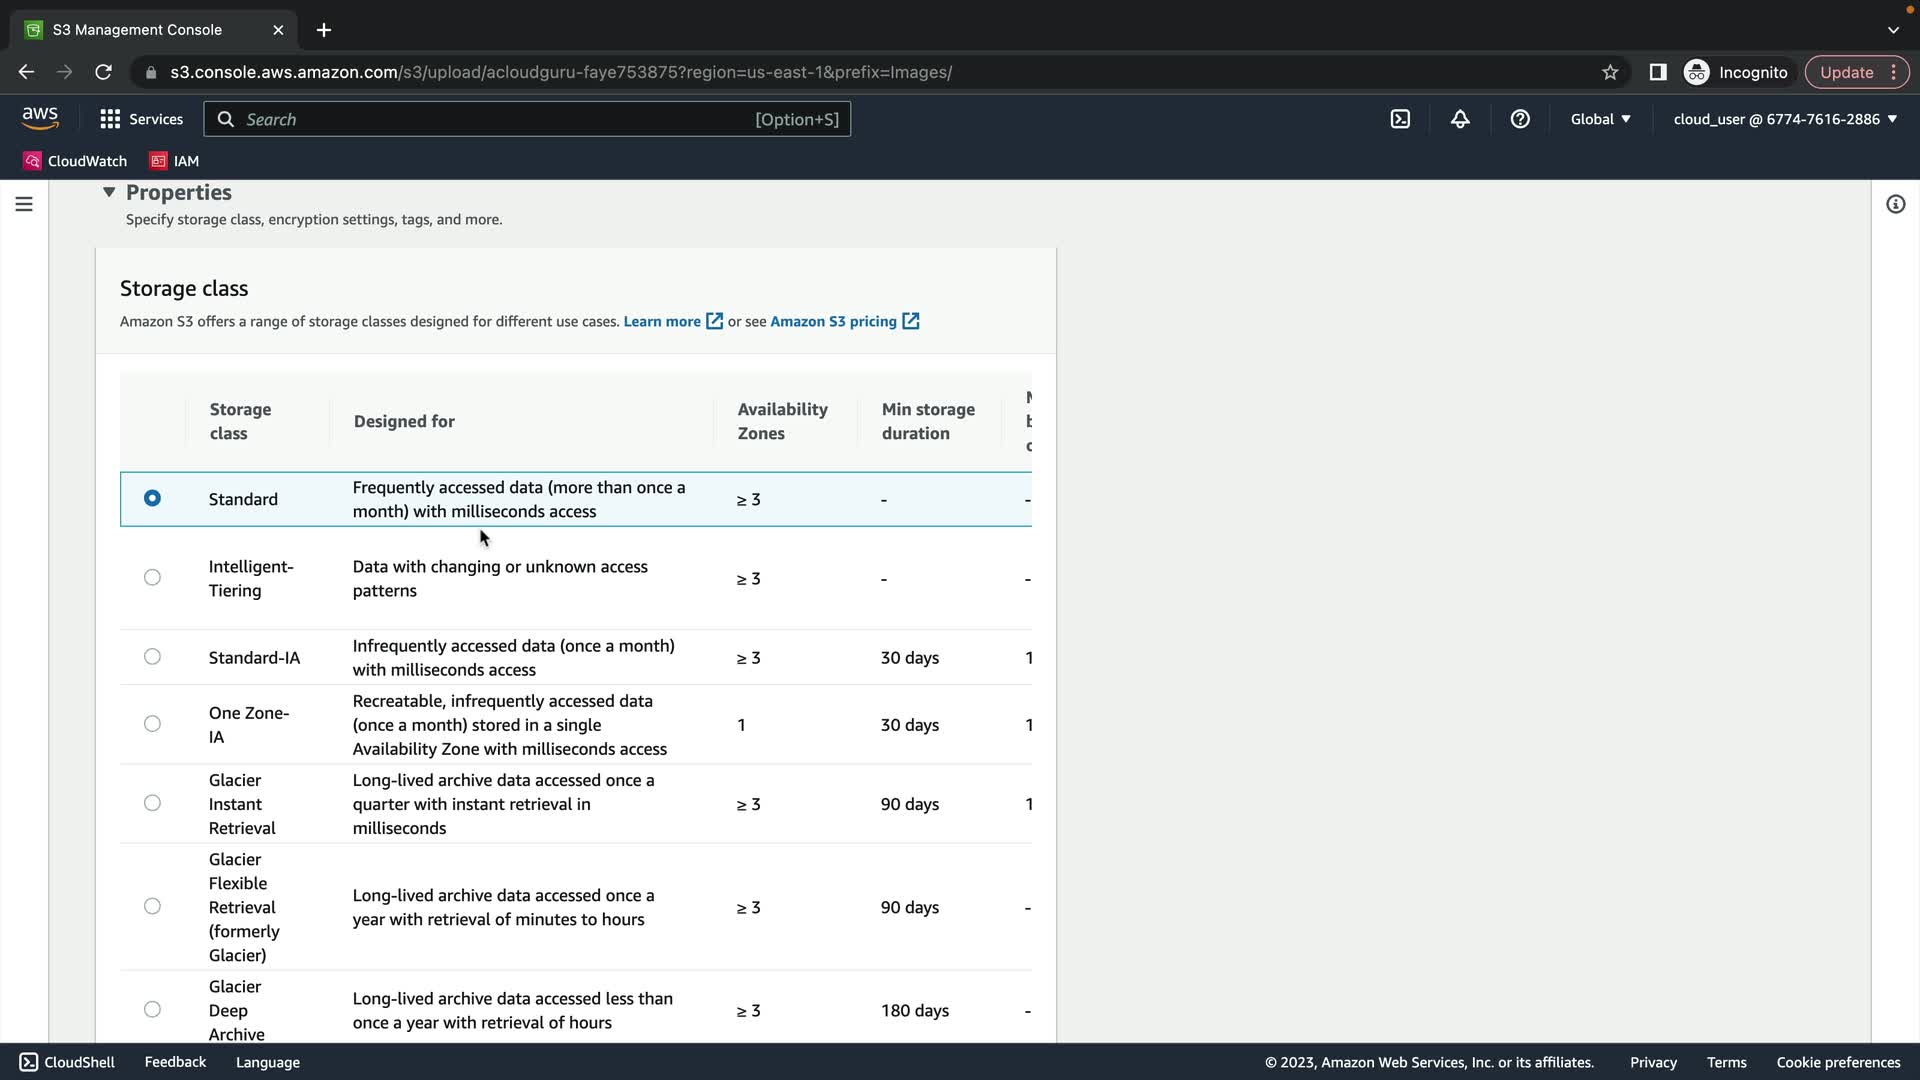 S3 Management Console
s3.console.aws.amazon.com/s3/upload/acloudguru-faye753875?region=us-east-1&prefix=Images/
Incognito
Update
aws
Services
Search
[Option+S]
Global
cloud_user @ 6774-7616-2886
CloudWatch
IAM
Properties
Specify storage class, encryption settings, tags, and more.
Storage class
Amazon S3 offers a range of storage classes designed for different use cases. Learn more or see Amazon S3 pricing
Storage
class
Designed for
Availability
Zones
Min storage
duration
Standard
Frequently accessed data (more than once a
month) with milliseconds access
≥ 3
-
-
Intelligent-
Tiering
Data with changing or unknown access
patterns
≥ 3
-
-
Standard-IA
Infrequently accessed data (once a month)
with milliseconds access
≥ 3
30 days
1
One Zone-
IA
Recreatable, infrequently accessed data
(once a month) stored in a single
Availability Zone with milliseconds access
1
30 days
1
Glacier
Instant
Retrieval
Long-lived archive data accessed once a
quarter with instant retrieval in
milliseconds
≥ 3
90 days
1
Glacier
Flexible
Retrieval
(formerly
Glacier)
Long-lived archive data accessed once a
year with retrieval of minutes to hours
≥ 3
90 days
-
Glacier
Deep
Archive
Long-lived archive data accessed less than
once a year with retrieval of hours
≥ 3
180 days
-
CloudShell
Feedback
Language
© 2023, Amazon Web Services, Inc. or its affiliates.
Privacy
Terms
Cookie preferences